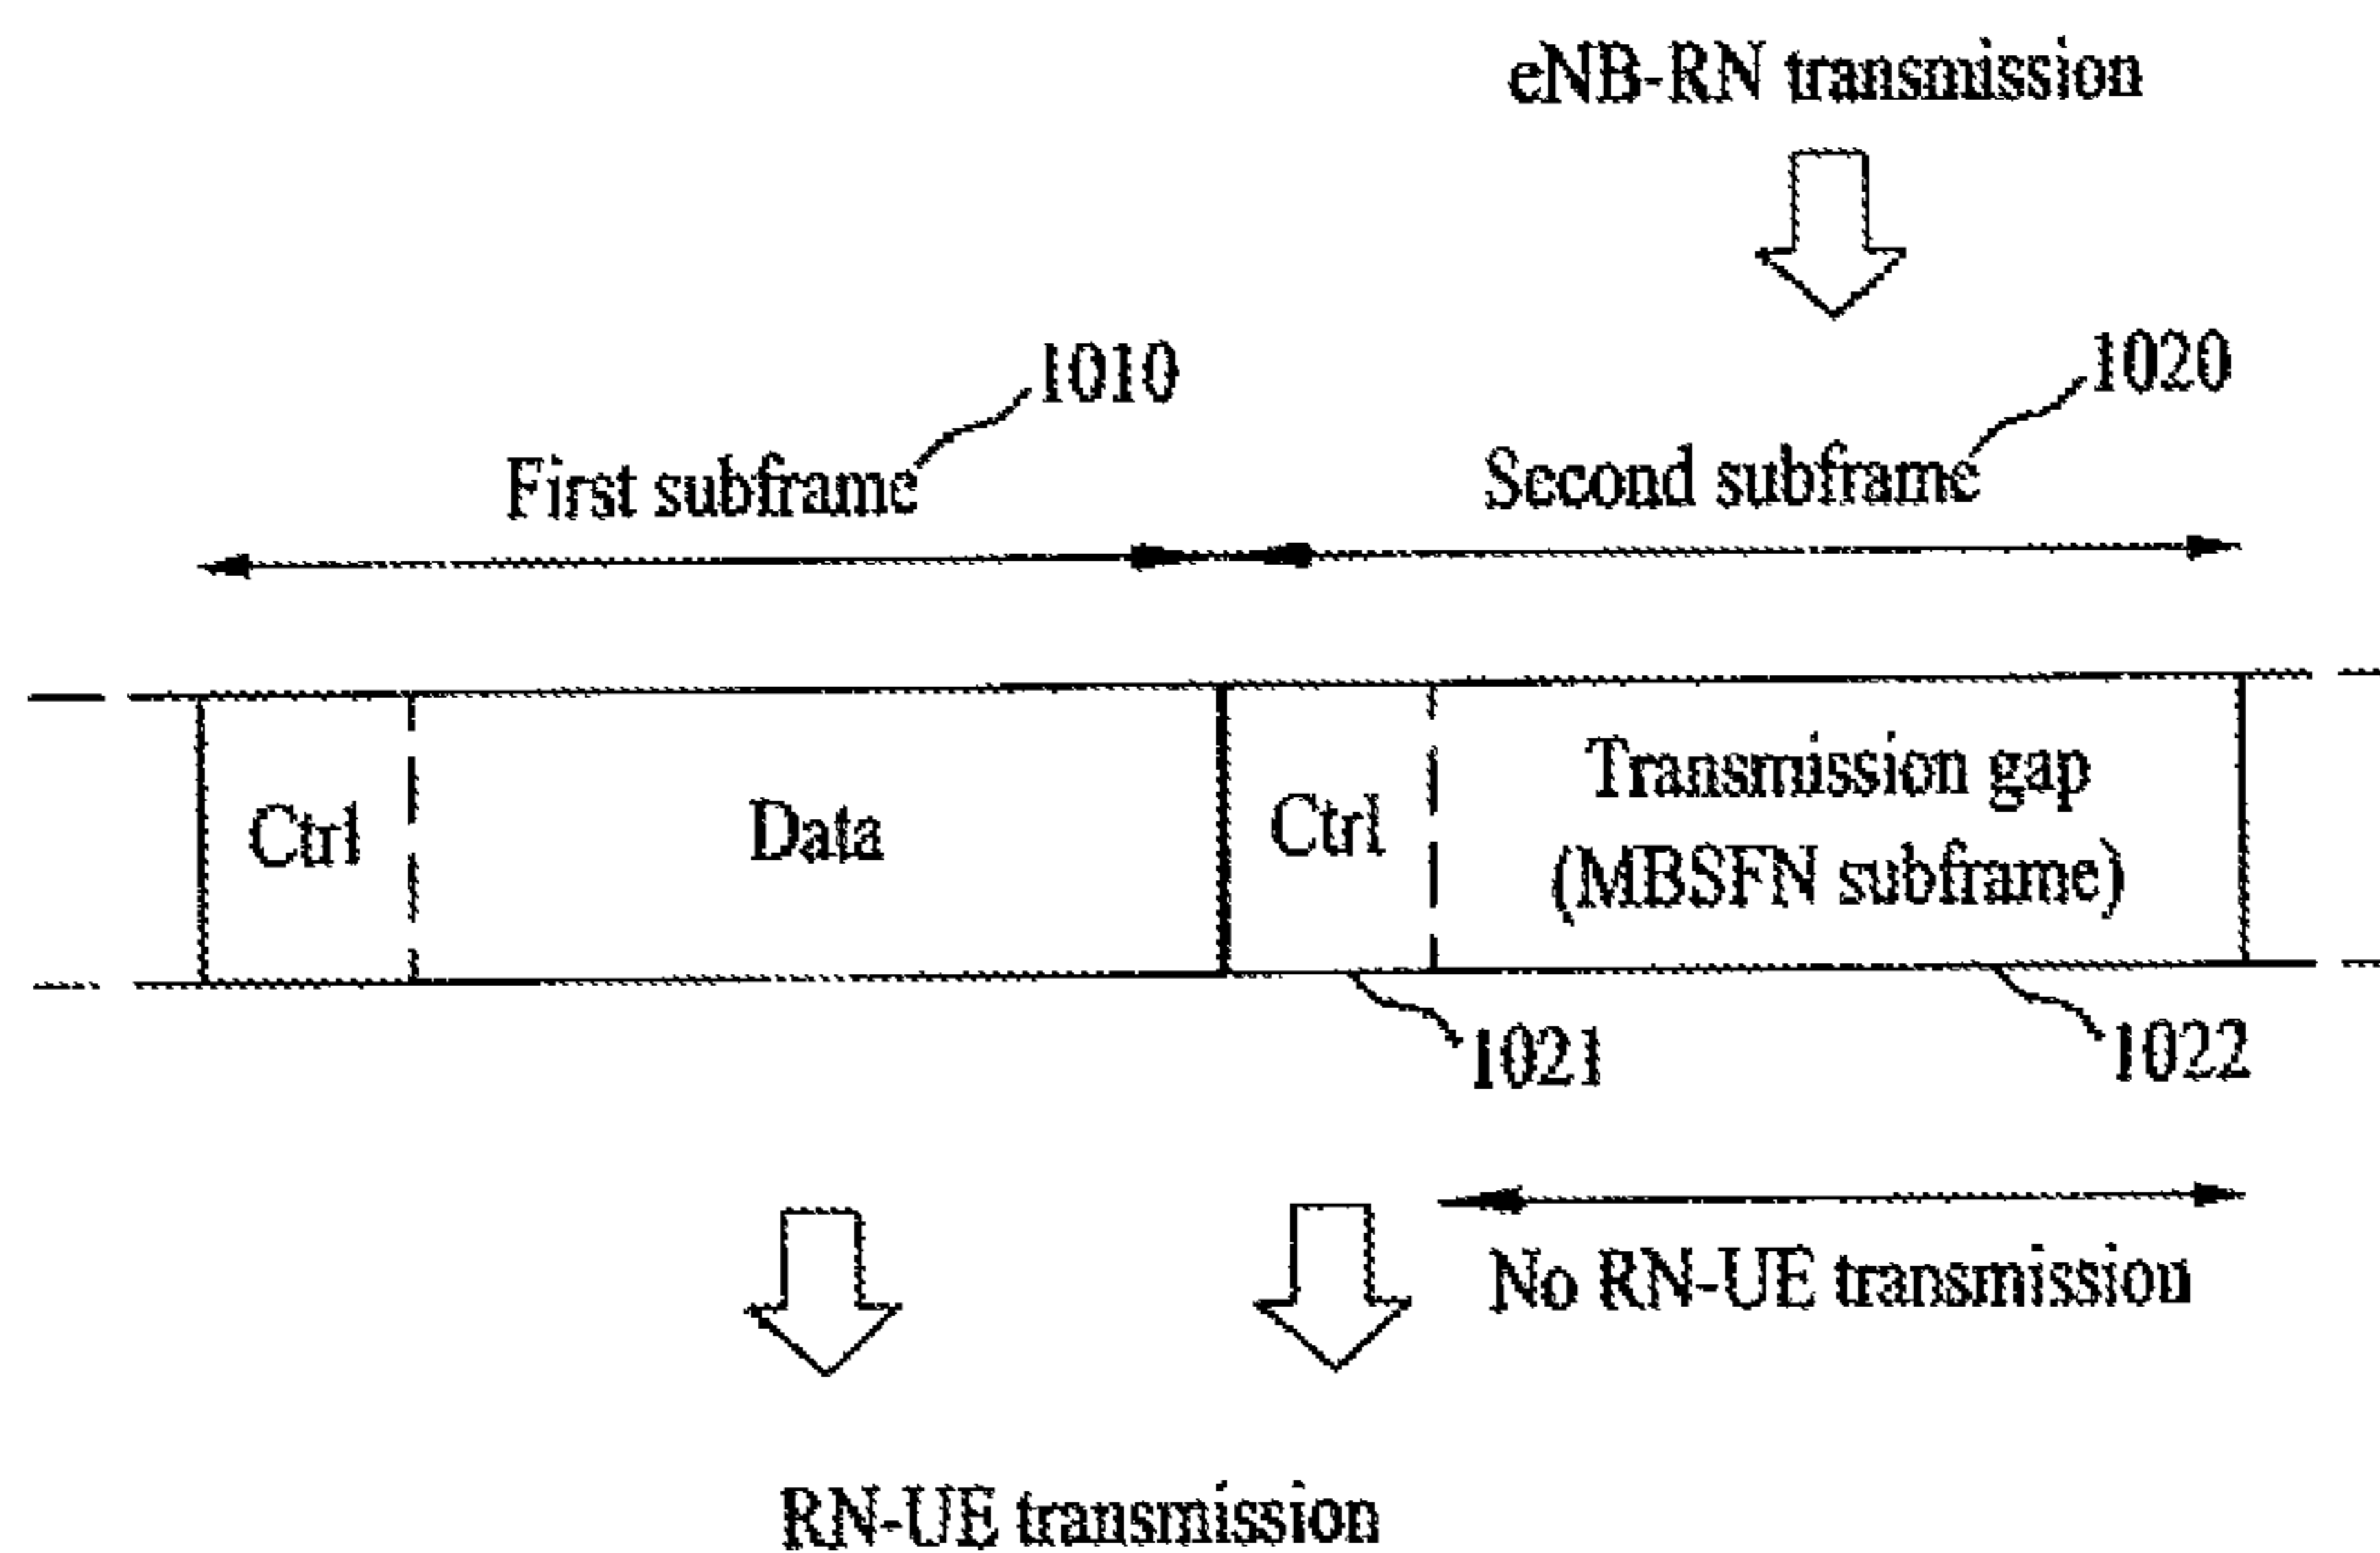 eNB-RN transmission
1010
1020
First subframe
Second subframe
Ctrl
Data
Ctrl
Transmission gap
(MBSFN subframe)
1021
1022
No RN-UE transmission
RN-UE transmission